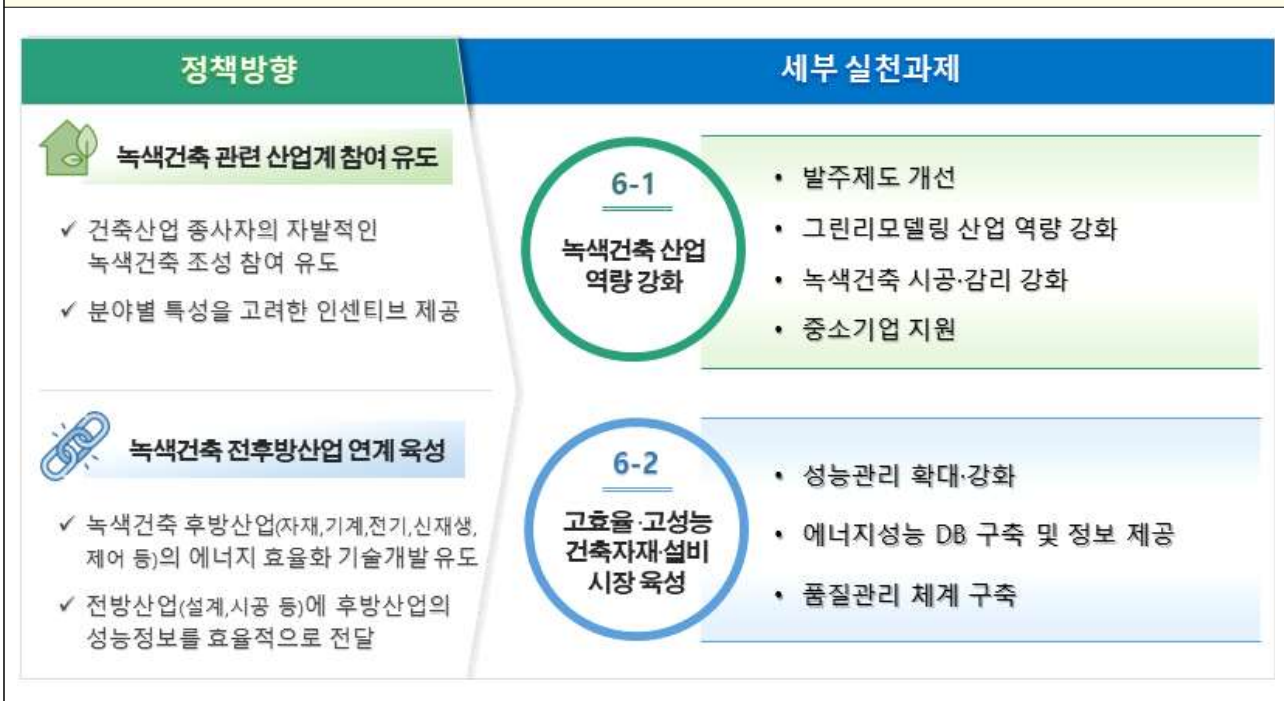 정책방향
세부 실천과제
녹색건축 관련 산업계 참여 유도
✓ 건축산업 종사자의 자발적인
녹색건축 조성 참여 유도
✓ 분야별 특성을 고려한 인센티브 제공
6-1
녹색건축 산업
역량 강화
• 발주제도 개선
• 그린리모델링 산업 역량 강화
• 녹색건축 시공·감리 강화
• 중소기업 지원
녹색건축 전후방산업 연계 육성
✓ 녹색건축 후방산업(자재,기계,전기,신재생,
제어 등)의 에너지 효율화 기술개발 유도
✓ 전방산업(설계,시공 등)에 후방산업의
성능정보를 효율적으로 전달
6-2
고효율·고성능
건축자재·설비
시장 육성
• 성능관리 확대·강화
• 에너지성능 DB 구축 및 정보 제공
• 품질관리 체계 구축